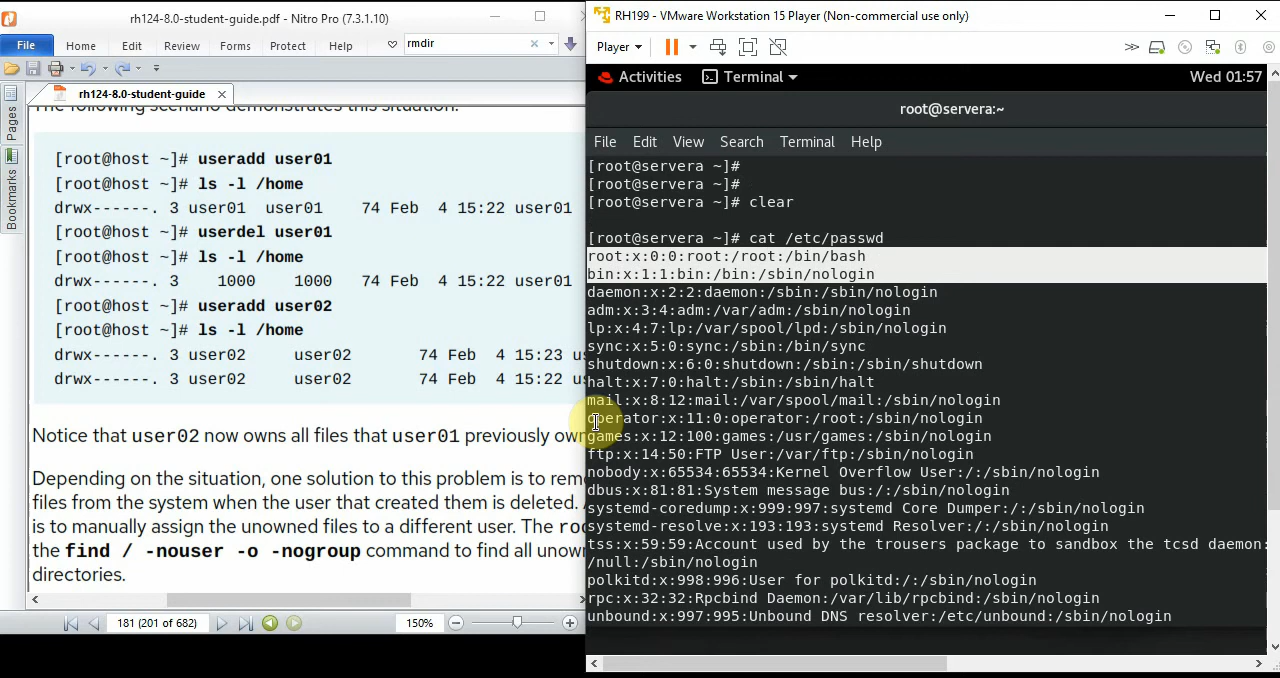 rh124-8.0-student-guide.pdf - Nitro Pro (7.3.1.10)
File Home Edit Review Forms Protect Help rmdir
rh124-8.0-student-guide
Pages
Bookmarks
The following scenario demonstrates this situation.
[root@host ~]# useradd user01
[root@host ~]# ls -l /home
drwx------. 3 user01 user01 74 Feb 4 15:22 user01
[root@host ~]# userdel user01
[root@host ~]# ls -l /home
drwx------. 3 1000 1000 74 Feb 4 15:22 user01
[root@host ~]# useradd user02
[root@host ~]# ls -l /home
drwx------. 3 user02 user02 74 Feb 4 15:23 us
drwx------. 3 user02 user02 74 Feb 4 15:22 us
Notice that user02 now owns all files that user01 previously own
Depending on the situation, one solution to this problem is to rem
files from the system when the user that created them is deleted.
is to manually assign the unowned files to a different user. The roo
the find / -nouser -o -nogroup command to find all unow
directories.
181 (201 of 682) 150%
RH199 - VMware Workstation 15 Player (Non-commercial use only)
Player
Activities Terminal Wed 01:57
root@servera:~
File Edit View Search Terminal Help
[root@servera ~]#
[root@servera ~]#
[root@servera ~]# clear
[root@servera ~]# cat /etc/passwd
root:x:0:0:root:/root:/bin/bash
bin:x:1:1:bin:/bin:/sbin/nologin
daemon:x:2:2:daemon:/sbin:/sbin/nologin
adm:x:3:4:adm:/var/adm:/sbin/nologin
lp:x:4:7:lp:/var/spool/lpd:/sbin/nologin
sync:x:5:0:sync:/sbin:/bin/sync
shutdown:x:6:0:shutdown:/sbin:/sbin/shutdown
halt:x:7:0:halt:/sbin:/sbin/halt
mail:x:8:12:mail:/var/spool/mail:/sbin/nologin
operator:x:11:0:operator:/root:/sbin/nologin
games:x:12:100:games:/usr/games:/sbin/nologin
ftp:x:14:50:FTP User:/var/ftp:/sbin/nologin
nobody:x:65534:65534:Kernel Overflow User:/:/sbin/nologin
dbus:x:81:81:System message bus:/:/sbin/nologin
systemd-coredump:x:999:997:systemd Core Dumper:/:/sbin/nologin
systemd-resolve:x:193:193:systemd Resolver:/:/sbin/nologin
tss:x:59:59:Account used by the trousers package to sandbox the tcsd daemon:
/null:/sbin/nologin
polkitd:x:998:996:User for polkitd:/:/sbin/nologin
rpc:x:32:32:Rpcbind Daemon:/var/lib/rpcbind:/sbin/nologin
unbound:x:997:995:Unbound DNS resolver:/etc/unbound:/sbin/nologin